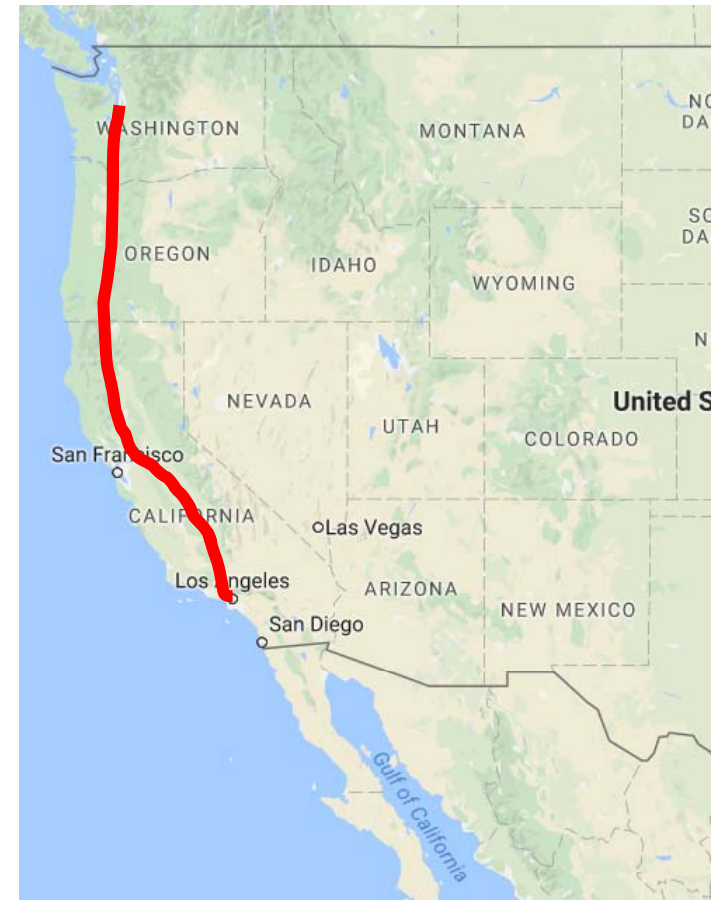 NO
DA
WASHINGTON
MONTANA
SO
DA
OREGON
IDAHO
WYOMING
N
NEVADA
United S
UTAH
COLORADO
San Francisco
CALIFORNIA
Las Vegas
Los Angeles
ARIZONA
NEW MEXICO
San Diego
Gulf of California